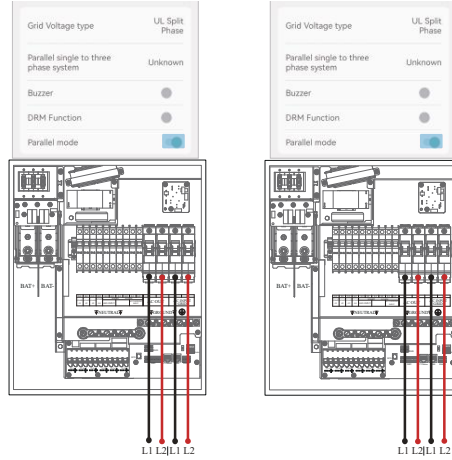 Grid Voltage type
UL Split
Phase
Parallel single to three
phase system
Unknown
Buzzer
DRM Function
Parallel mode
BAT+
BAT-
NEUTRAL
GROUND
L1 L2 L1 L2
Grid Voltage type
UL Split
Phase
Parallel single to three
phase system
Unknown
Buzzer
DRM Function
Parallel mode
BAT+
BAT-
NEUTRAL
GROUND
L1 L2 L1 L2